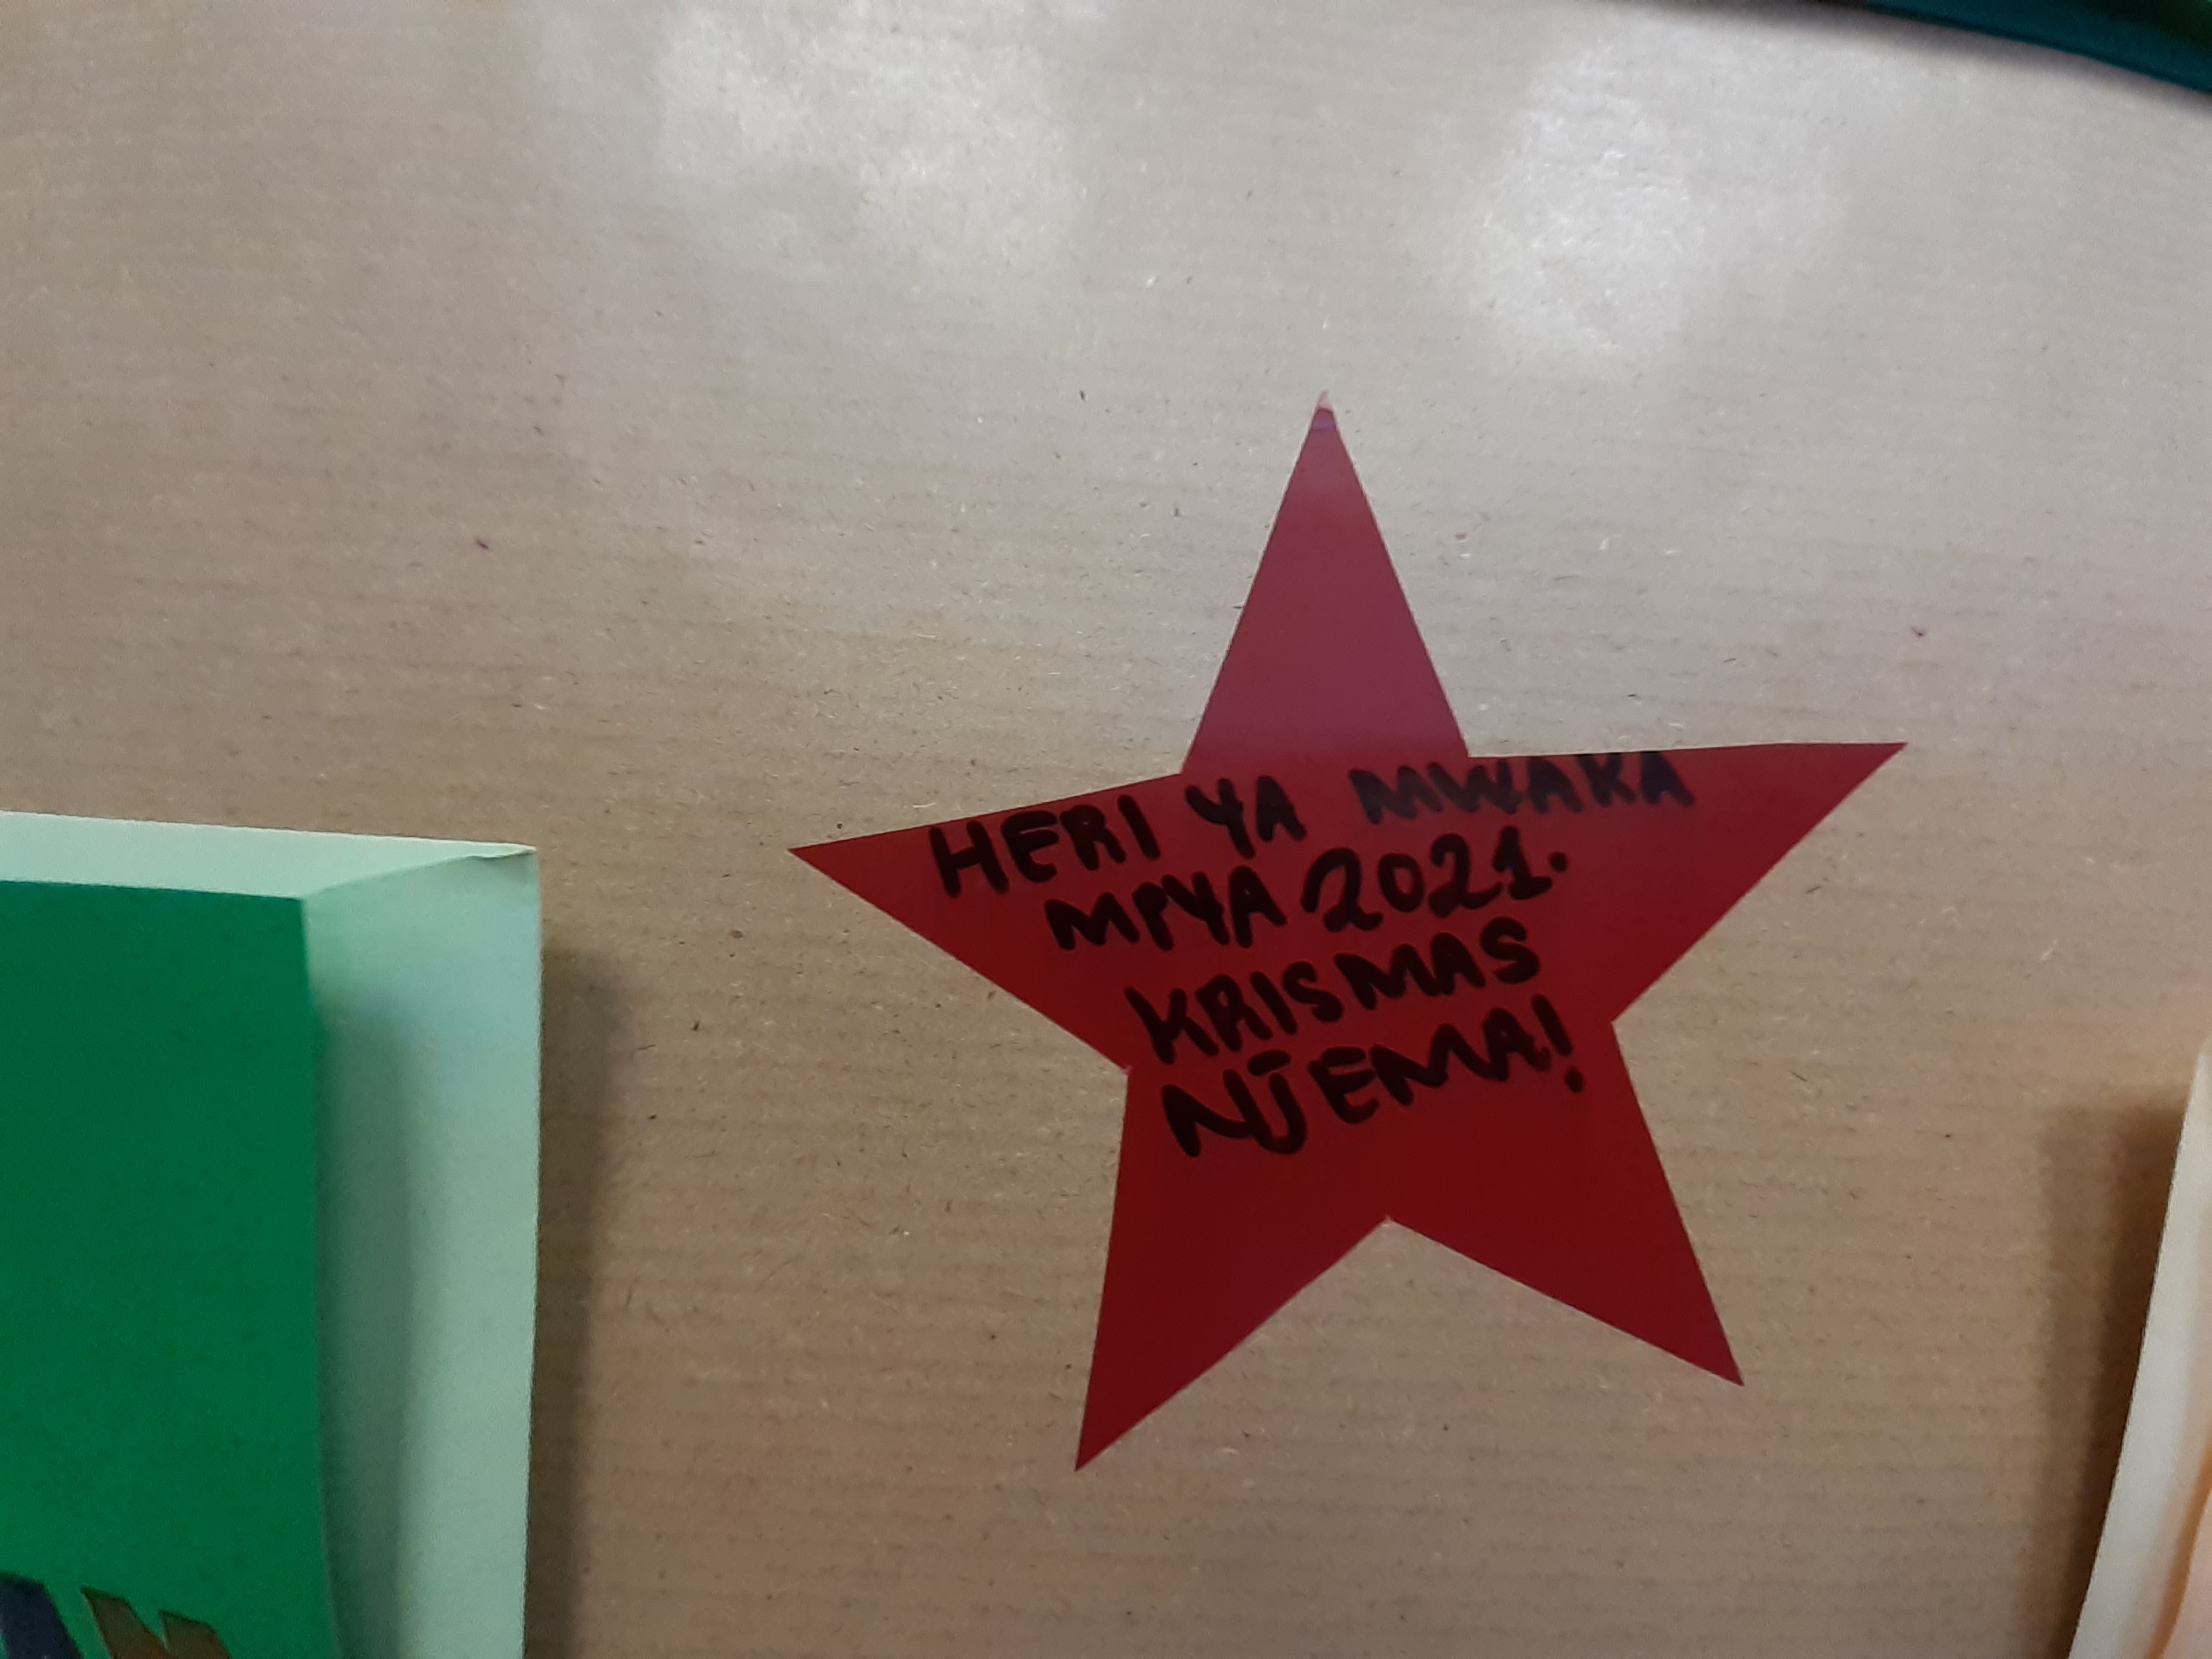 HERI YA MWAKA
MPYA 2021.
KRISMAS
NJEMA!